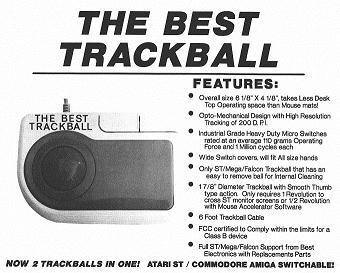 THE BEST
TRACKBALL
THE BEST
TRACKBALL
FEATURES:
Overall size 6 1/8" X 4 1/8", takes Less Desk
Top Operating space than Mouse mats!
Opto-Mechanical Design with High Resolution
Tracking of 200 D.P.I.
Industrial Grade Heavy Duty Micro Switches
rated at an average 110 grams Operating
Force and 1 Million cycles each
Wide Switch covers, will fit All size hands
Only ST/Mega/Falcon Trackball that has an
easy to remove ball for Internal Cleaning
1 7/8" Diameter Trackball with Smooth Thumb
type action. Only requires 1 Revolution to
cross ST monitor screens or 1/2 Revolution
with Mouse Accelerator Software
6 Foot Trackball Cable
FCC certified to Comply within the limits for a
Class B device
Full ST/Mega/Falcon Support from Best
Electronics with Replacements Parts
NOW 2 TRACKBALLS IN ONE! ATARI ST / COMMODORE AMIGA SWITCHABLE!